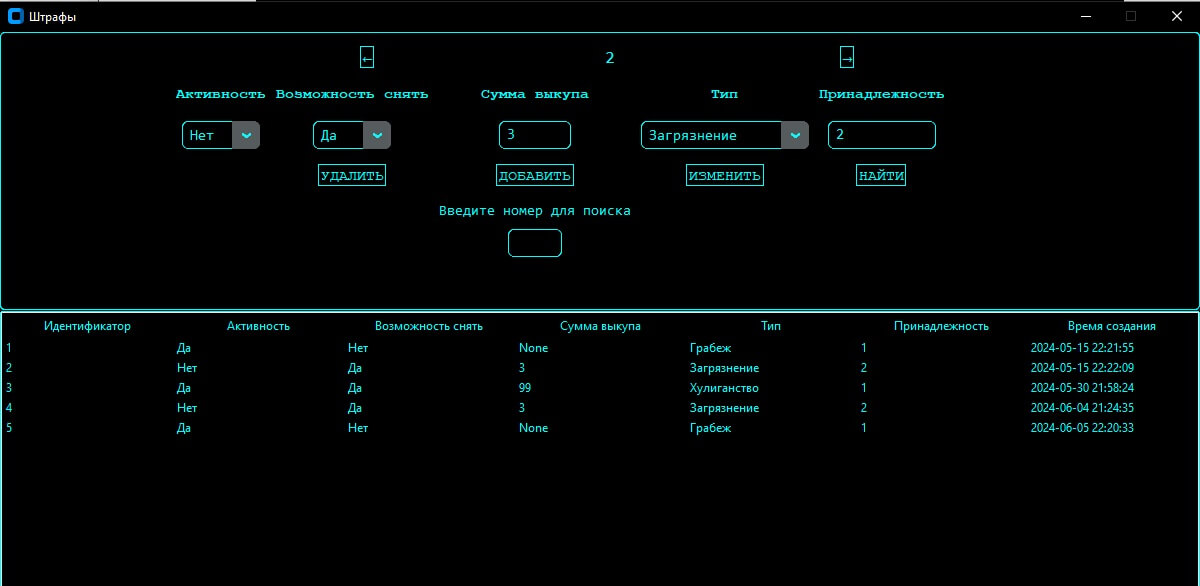 Штрафы
← 2 →
Активность Возможность снять Сумма выкупа Тип Принадлежность
Нет Да 3 Загрязнение 2
УДАЛИТЬ ДОБАВИТЬ ИЗМЕНИТЬ НАЙТИ
Введите номер для поиска
Идентификатор Активность Возможность снять Сумма выкупа Тип Принадлежность Время создания
1 Да Нет None Грабеж 1 2024-05-15 22:21:55
2 Нет Да 3 Загрязнение 2 2024-05-15 22:22:09
3 Да Да 99 Хулиганство 1 2024-05-30 21:58:24
4 Нет Да 3 Загрязнение 2 2024-06-04 21:24:35
5 Да Нет None Грабеж 1 2024-06-05 22:20:33